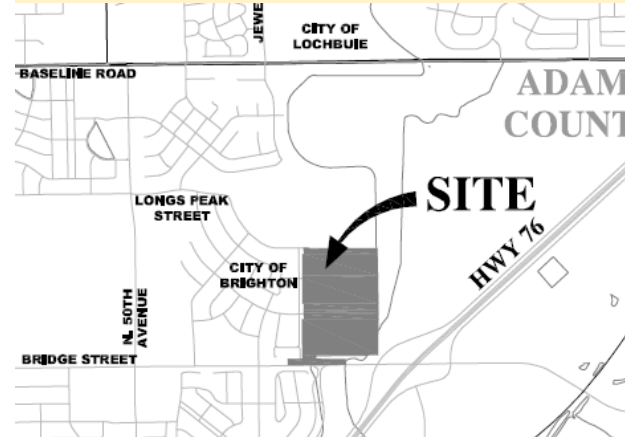 CITY OF
LOCHBUIE
JEWE
BASELINE ROAD
ADAM
COUNT
LONGS PEAK
STREET
SITE
HWY 76
CITY OF
BRIGHTON
N. 50TH
AVENUE
BRIDGE STREET